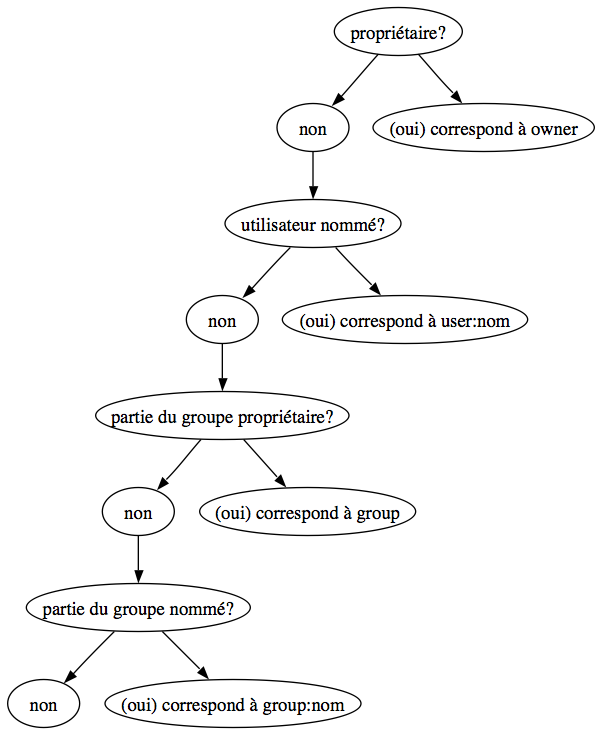 propriétaire?
non
(oui) correspond à owner
utilisateur nommé?
non
(oui) correspond à user:nom
partie du groupe propriétaire?
non
(oui) correspond à group
partie du groupe nommé?
non
(oui) correspond à group:nom